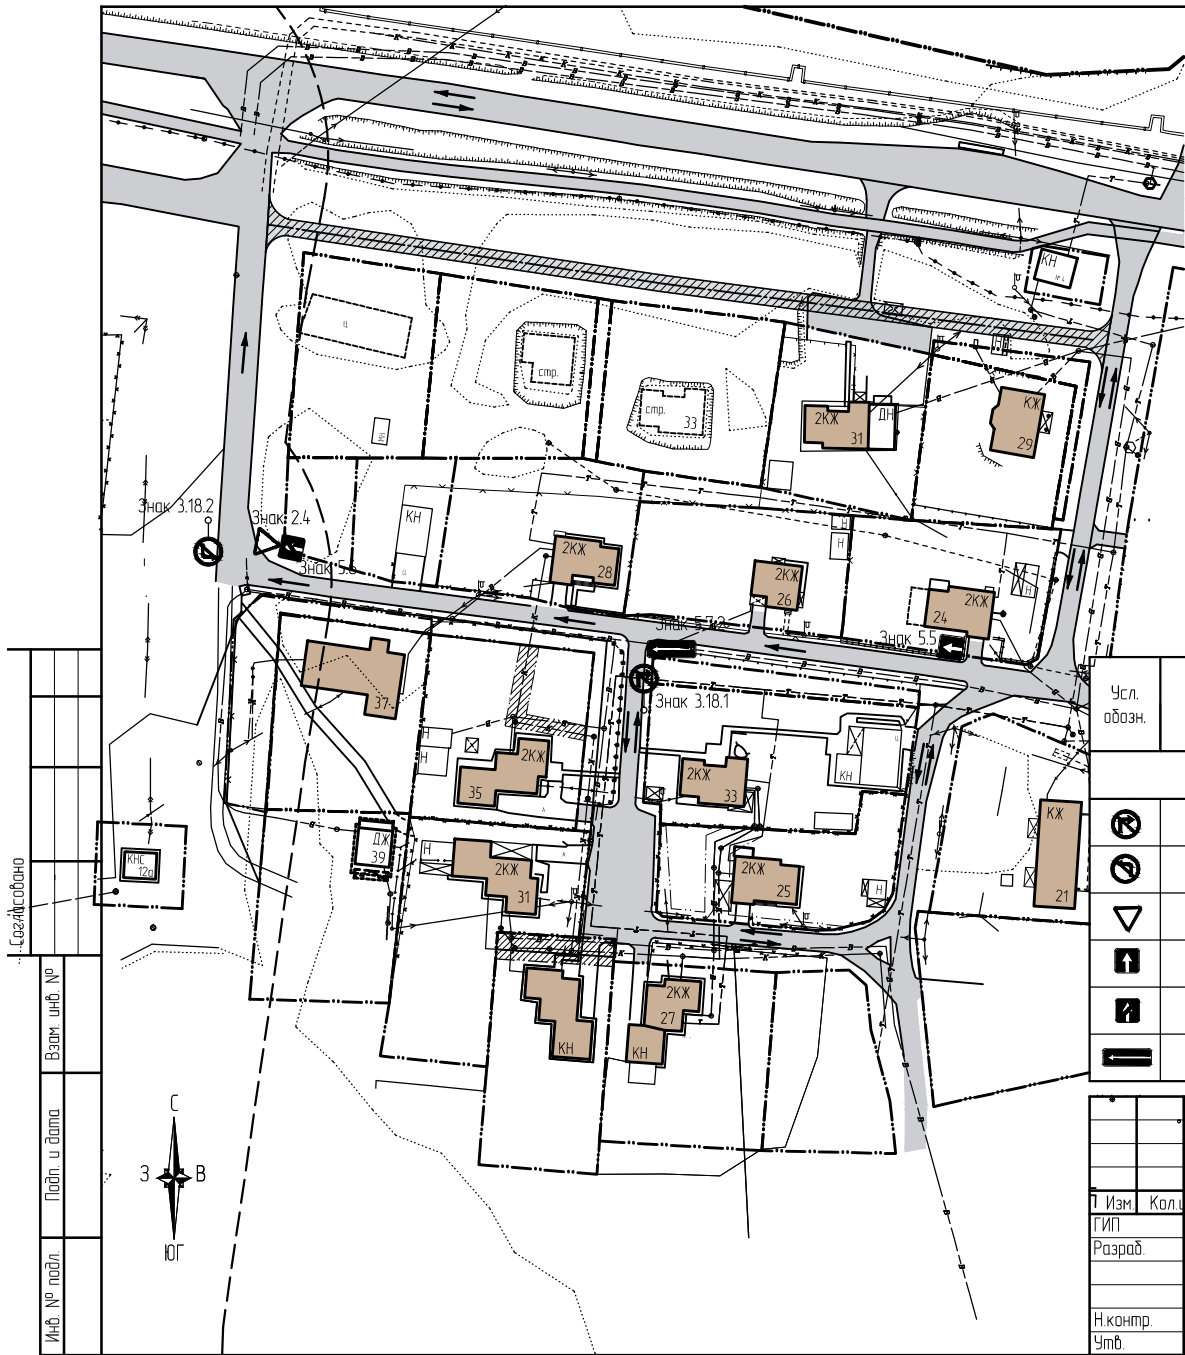 КН
стр.
стр.
33
2КЖ
31
ДН
КЖ
29
Н
Знак 3.18.2
Знак 2.4
КН
2КЖ
28
2КЖ
26
2КЖ
24
Н
Н
Н
Знак 5.5
Знак 3.18.1
37
Н
Н
2КЖ
35
2КЖ
33
КН
КЖ
21
ДЖ
39
КНС
12а
Н
2КЖ
31
2КЖ
25
Н
2КЖ
27
КН
КН
Усл.
обозн.
Согласовано
Взам. инв. №
Подп. и дата
Инв. № подл.
С
З
В
ЮГ
Изм.
Кол.
ГИП
Разраб.
Н.контр.
Утв.